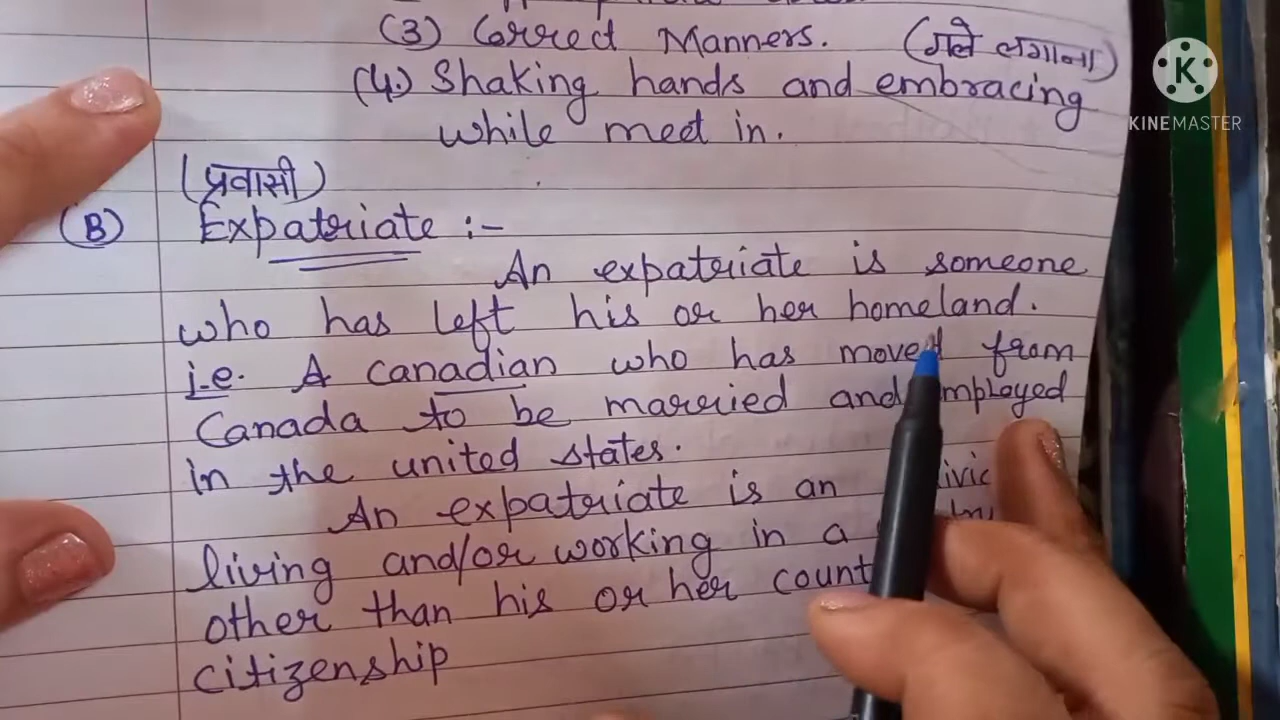 (3) Correct Manners. (गले लगाना)
(4.) Shaking hands and embracing
while meet in.
(प्रवासी)
(B) Expatriate :-
An expatriate is someone
who has left his or her homeland.
i.e. A canadian who has moved from
Canada to be married and employed
in the united states.
An expatriate is an
living and/or working in a
other than his or her
citizenship
KINEMASTER